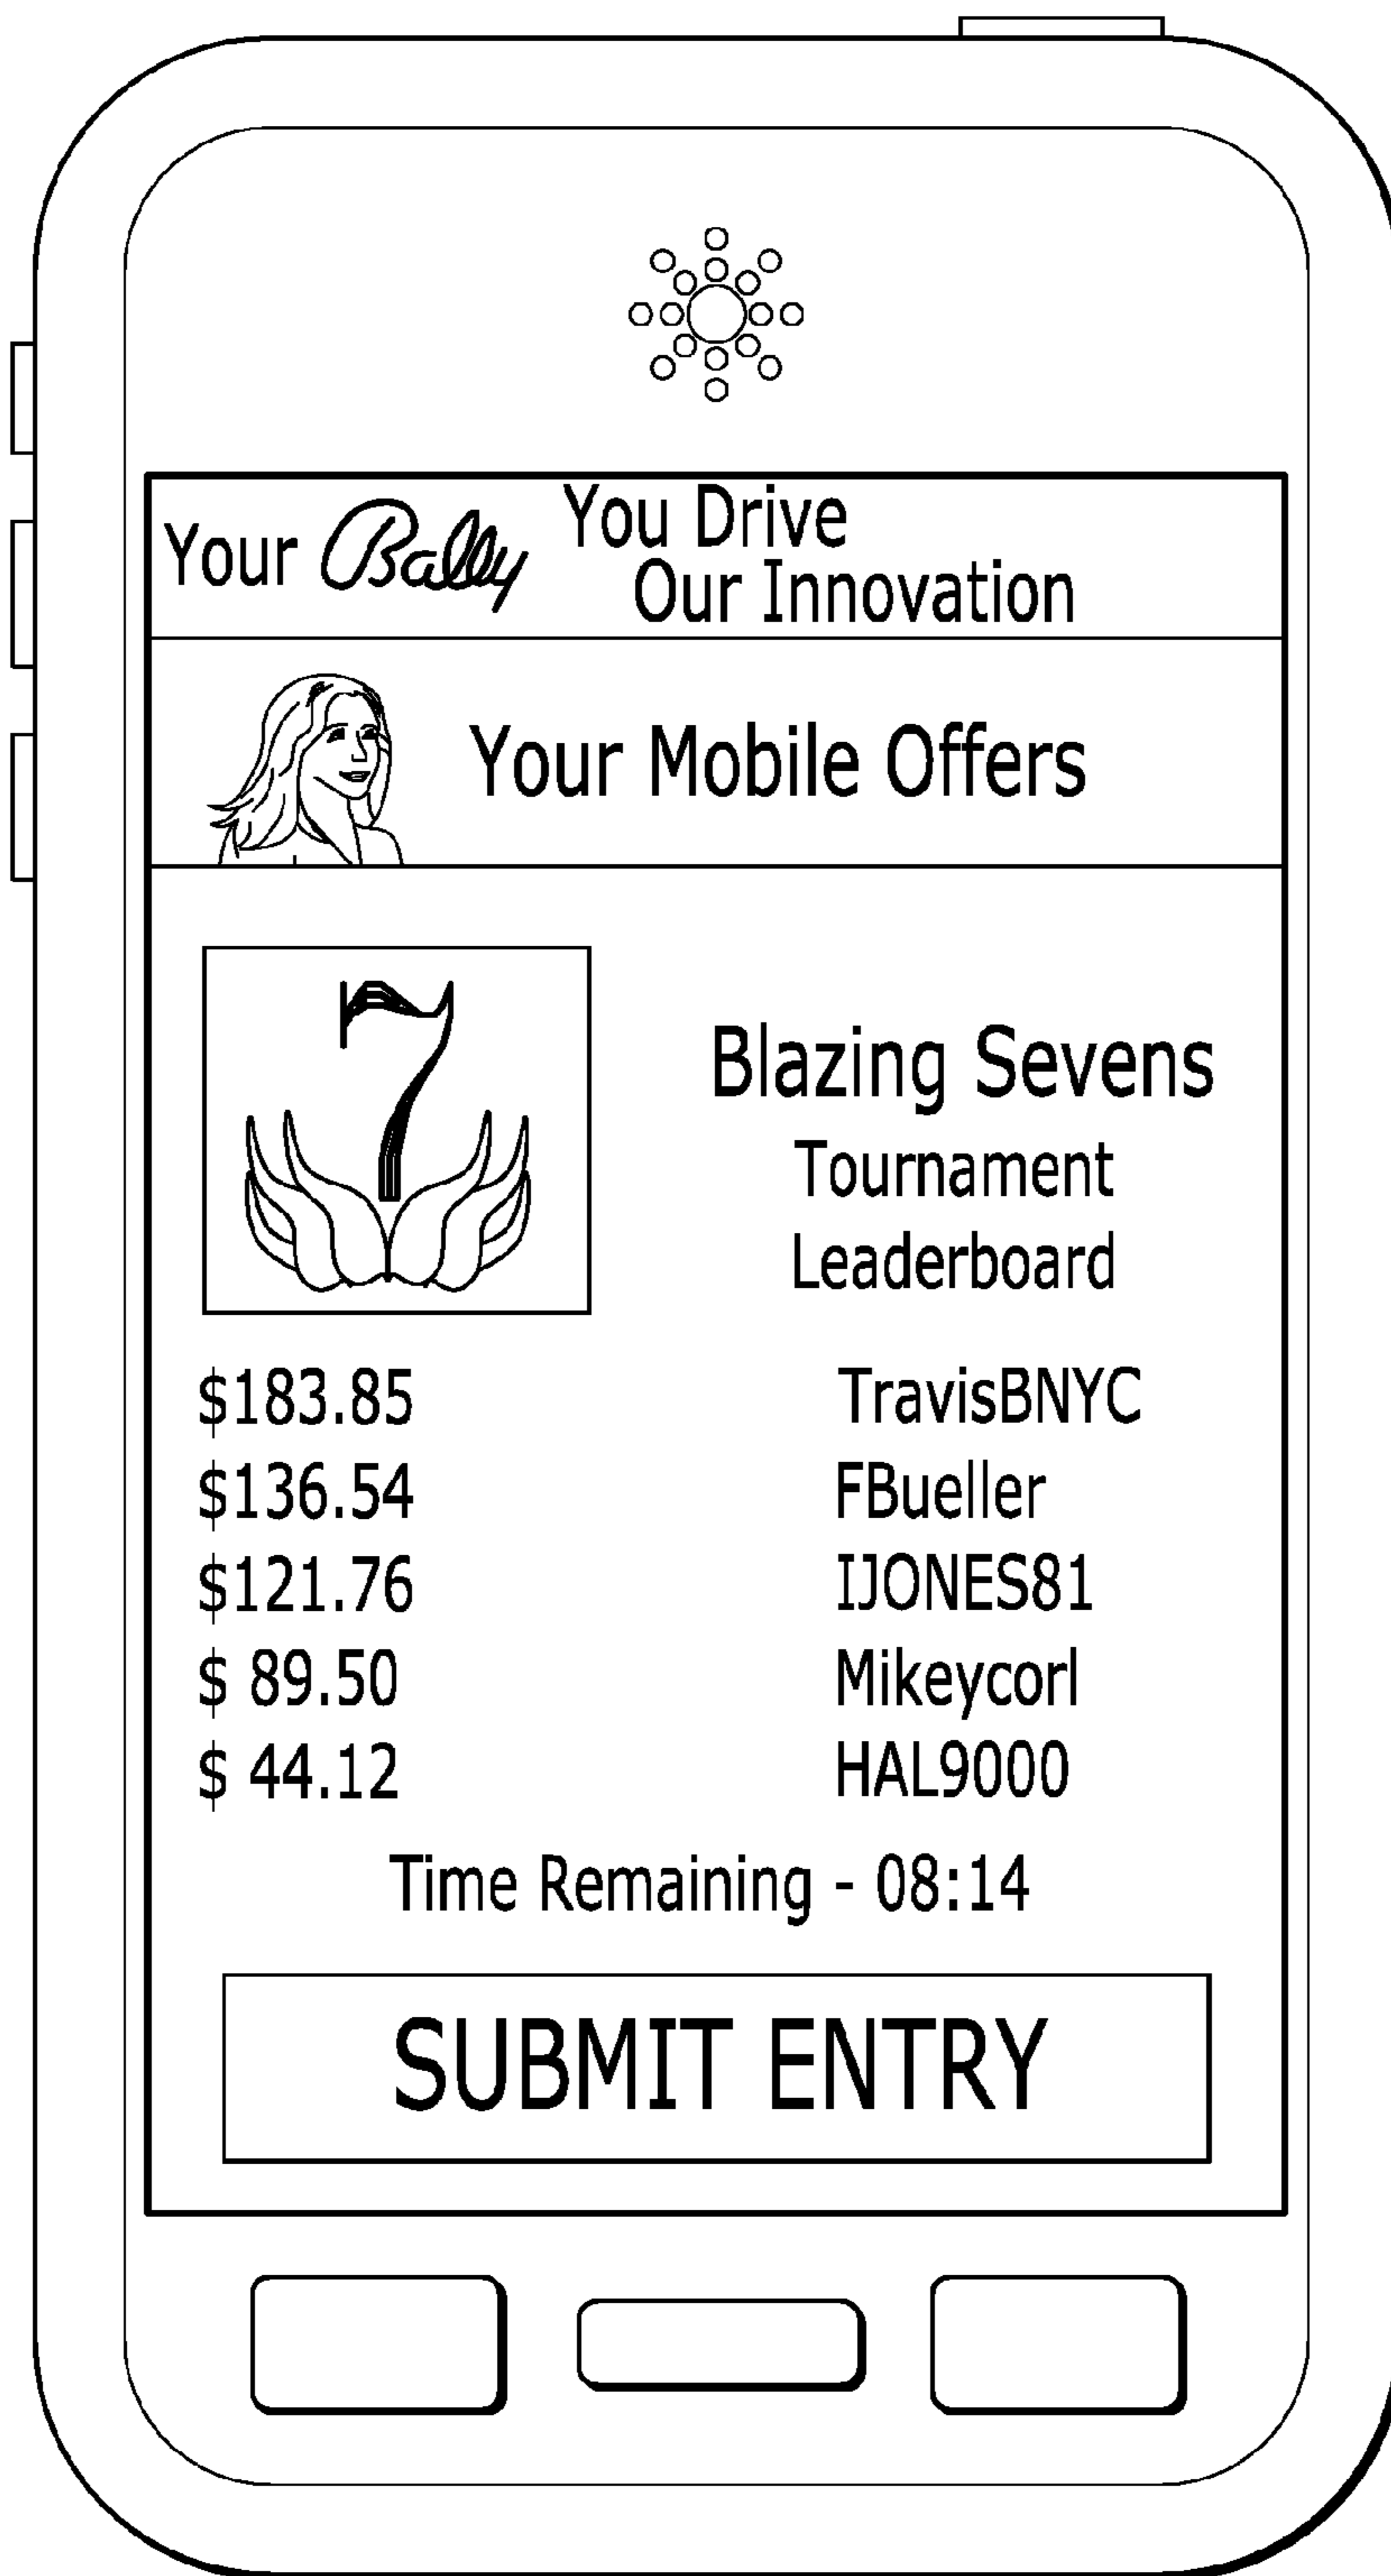 Your Bally You Drive
Our Innovation
Your Mobile Offers
7
Blazing Sevens
Tournament
Leaderboard
$183.85 TravisBNYC
$136.54 FBueller
$121.76 IJONES81
$ 89.50 Mikeycorl
$ 44.12 HAL9000
Time Remaining - 08:14
SUBMIT ENTRY